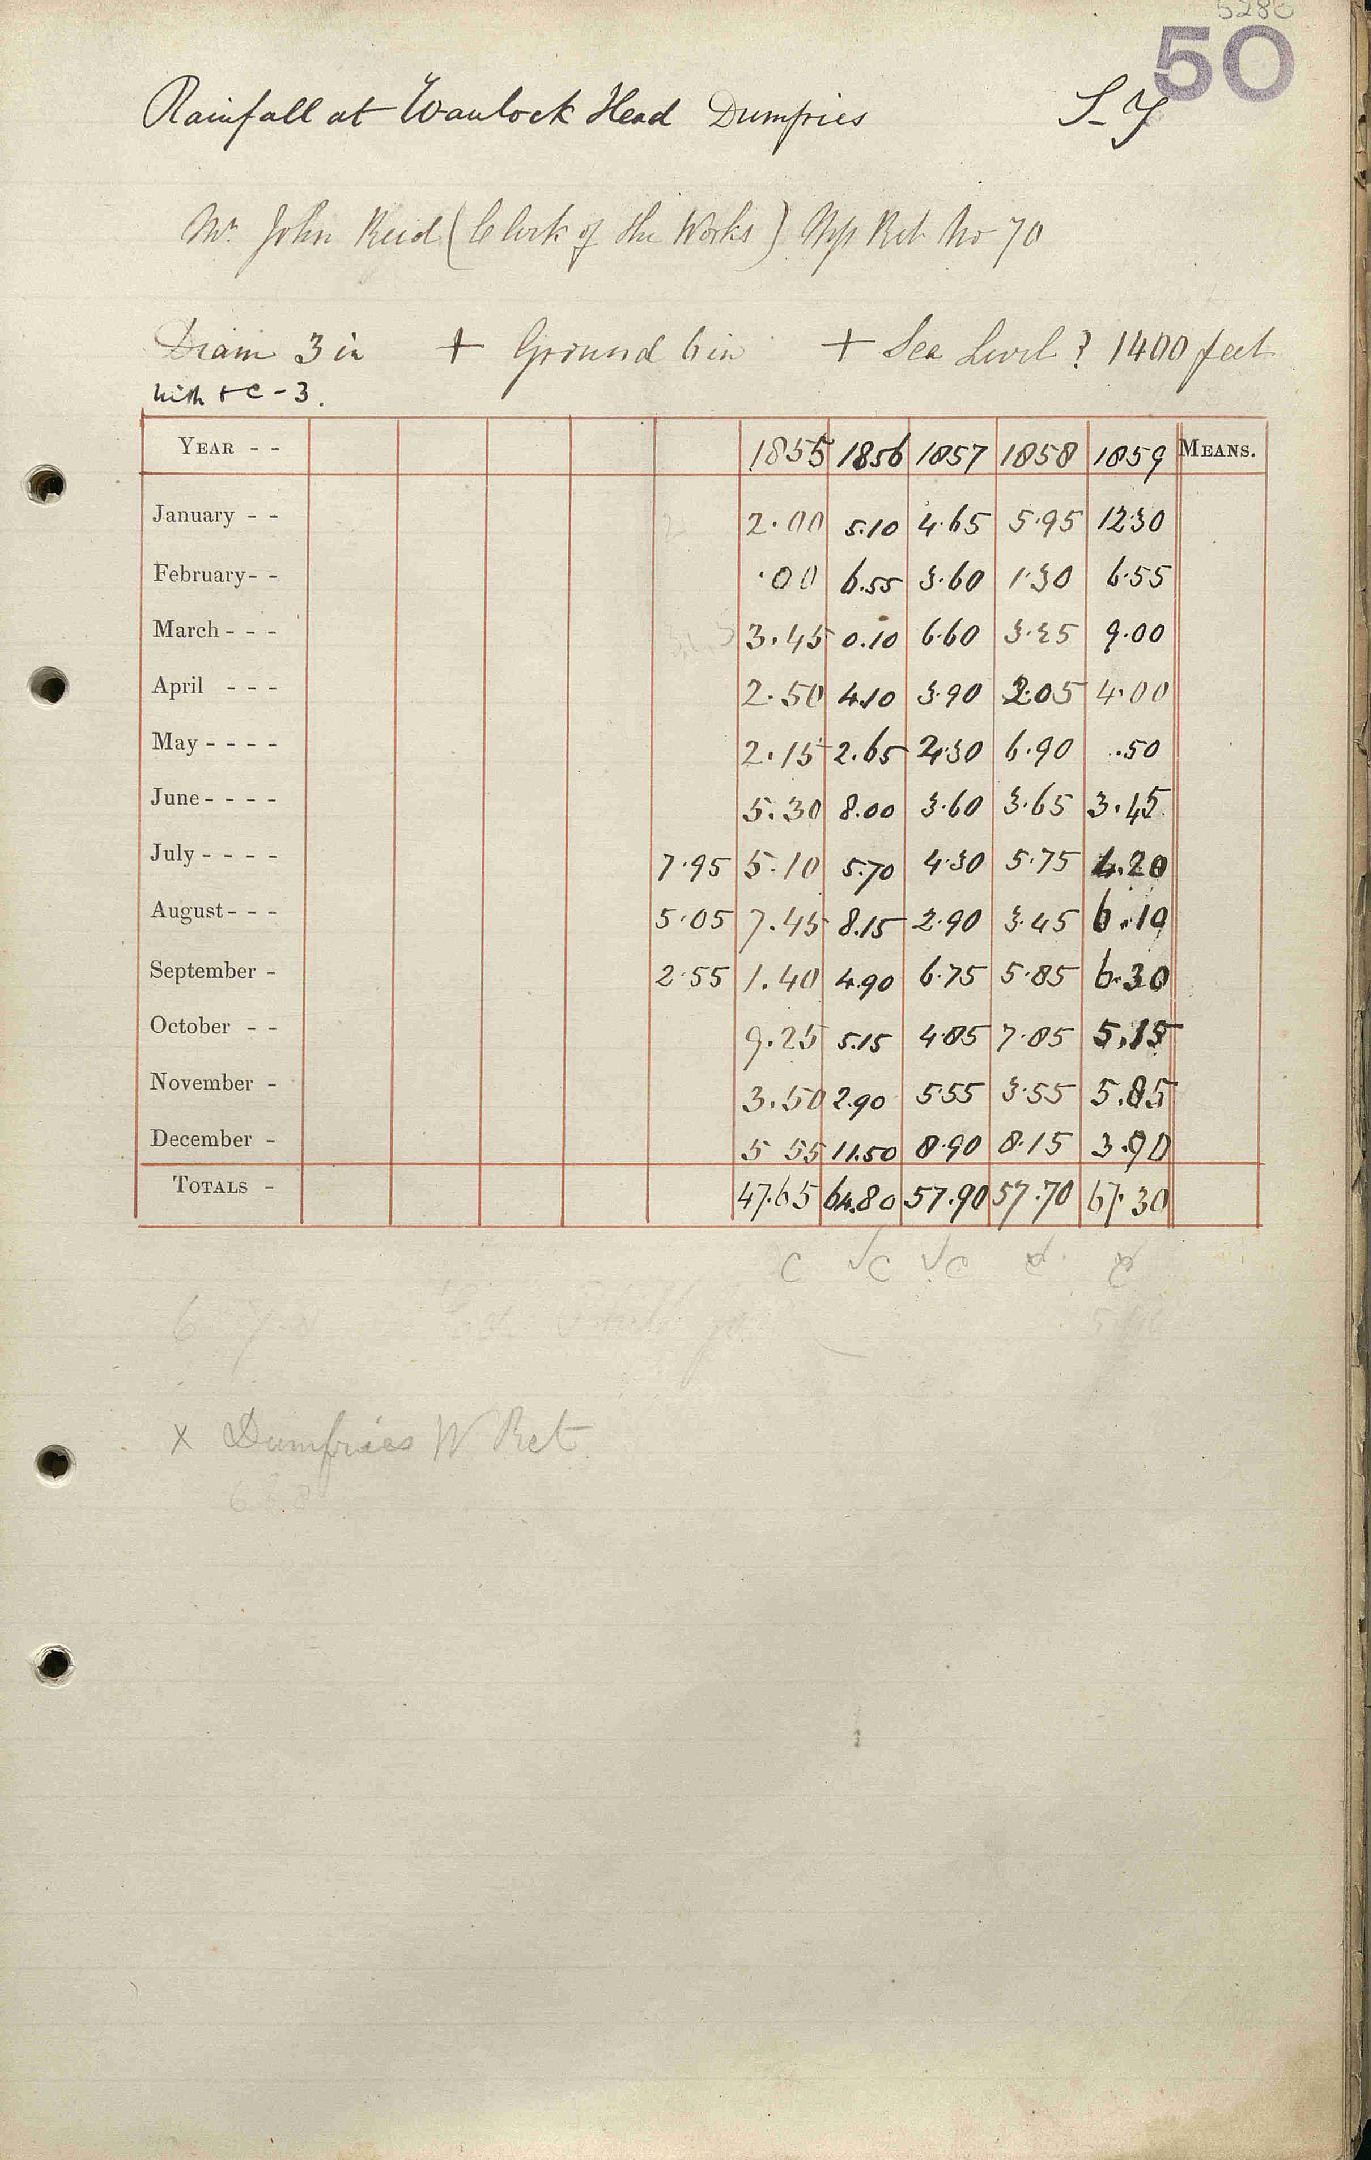 5280
50
Rainfall at Wanlock Head Dumfries S-Y
Mr. John Reid (Clerk of the Works) Ret No 70
Diam 3 in + Ground 6 in + Sea Level ? 1400 feet
with + C - 3.
YEAR - - 1855 1856 1857 1858 1859 MEANS.
January - - 2.00 5.10 4.65 5.95 12.30
February - - .00 6.55 3.60 1.30 6.55
March - - - 3.45 0.10 6.60 3.25 9.00
April - - - 2.50 4.10 3.90 2.05 4.00
May - - - - 2.15 2.65 2.30 6.90 .50
June - - - - 5.30 8.00 3.60 3.65 3.45
July - - - - 7.95 5.10 5.70 4.30 5.75 4.20
August - - - 5.05 7.45 8.15 2.90 3.45 6.10
September - 2.55 1.40 4.90 6.75 5.85 6.30
October - - 9.25 5.15 4.85 7.85 5.15
November - 3.50 2.90 5.55 3.55 5.85
December - 5 55 11.50 8.90 8.15 3.90
TOTALS - 47.65 64.80 57.90 57.70 67.30
C √C √C
x Dumfries W Ret